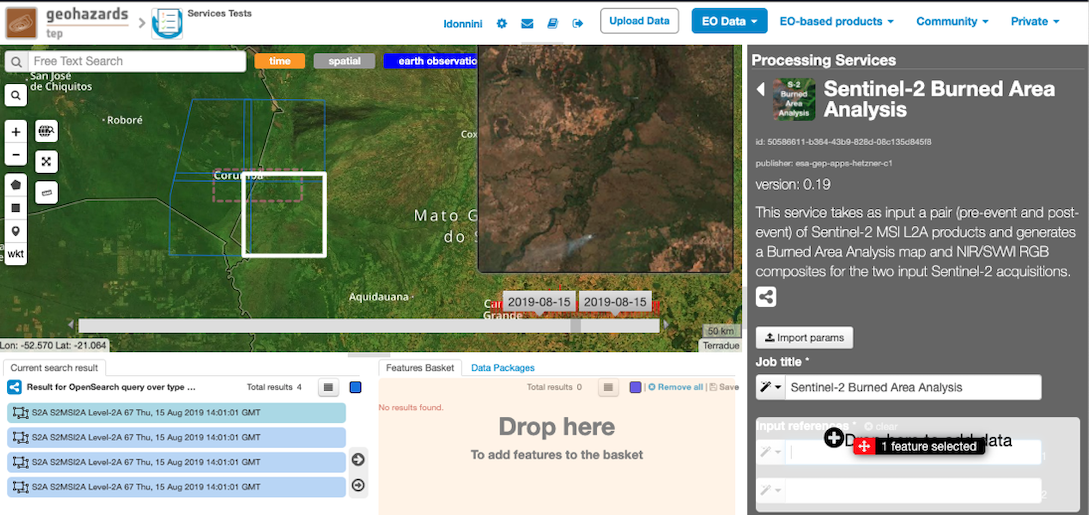 geohazards
tep
Services Tests
ldonnini
Upload Data
EO Data
EO-based products
Community
Private
Free Text Search
time
spatial
earth observatio
San José
de Chiquitos
Roboré
Corumba
Cox
Mato G
do S
Aquidauana
Can
Grande
2019-08-15
2019-08-15
+
−
wkt
50 km
Lon: -52.570 Lat: -21.064
Terradue
Current search result
Result for OpenSearch query over type ...
Total results 4
S2A S2MSI2A Level-2A 67 Thu, 15 Aug 2019 14:01:01 GMT
S2A S2MSI2A Level-2A 67 Thu, 15 Aug 2019 14:01:01 GMT
S2A S2MSI2A Level-2A 67 Thu, 15 Aug 2019 14:01:01 GMT
S2A S2MSI2A Level-2A 67 Thu, 15 Aug 2019 14:01:01 GMT
Features Basket
Data Packages
Total results 0
Remove all | Save
No results found.
Drop here
To add features to the basket
Processing Services
S-2
Burned
Area
Analysis
Sentinel-2 Burned Area
Analysis
id: 50586611-b364-43b9-828d-08c135d845f8
publisher: esa-gep-apps-hetzner-c1
version: 0.19
This service takes as input a pair (pre-event and post-
event) of Sentinel-2 MSI L2A products and generates
a Burned Area Analysis map and NIR/SWIR RGB
composites for the two input Sentinel-2 acquisitions.
Import params
Job title *
Sentinel-2 Burned Area Analysis
Input references * clear
data
1 feature selected
1
2